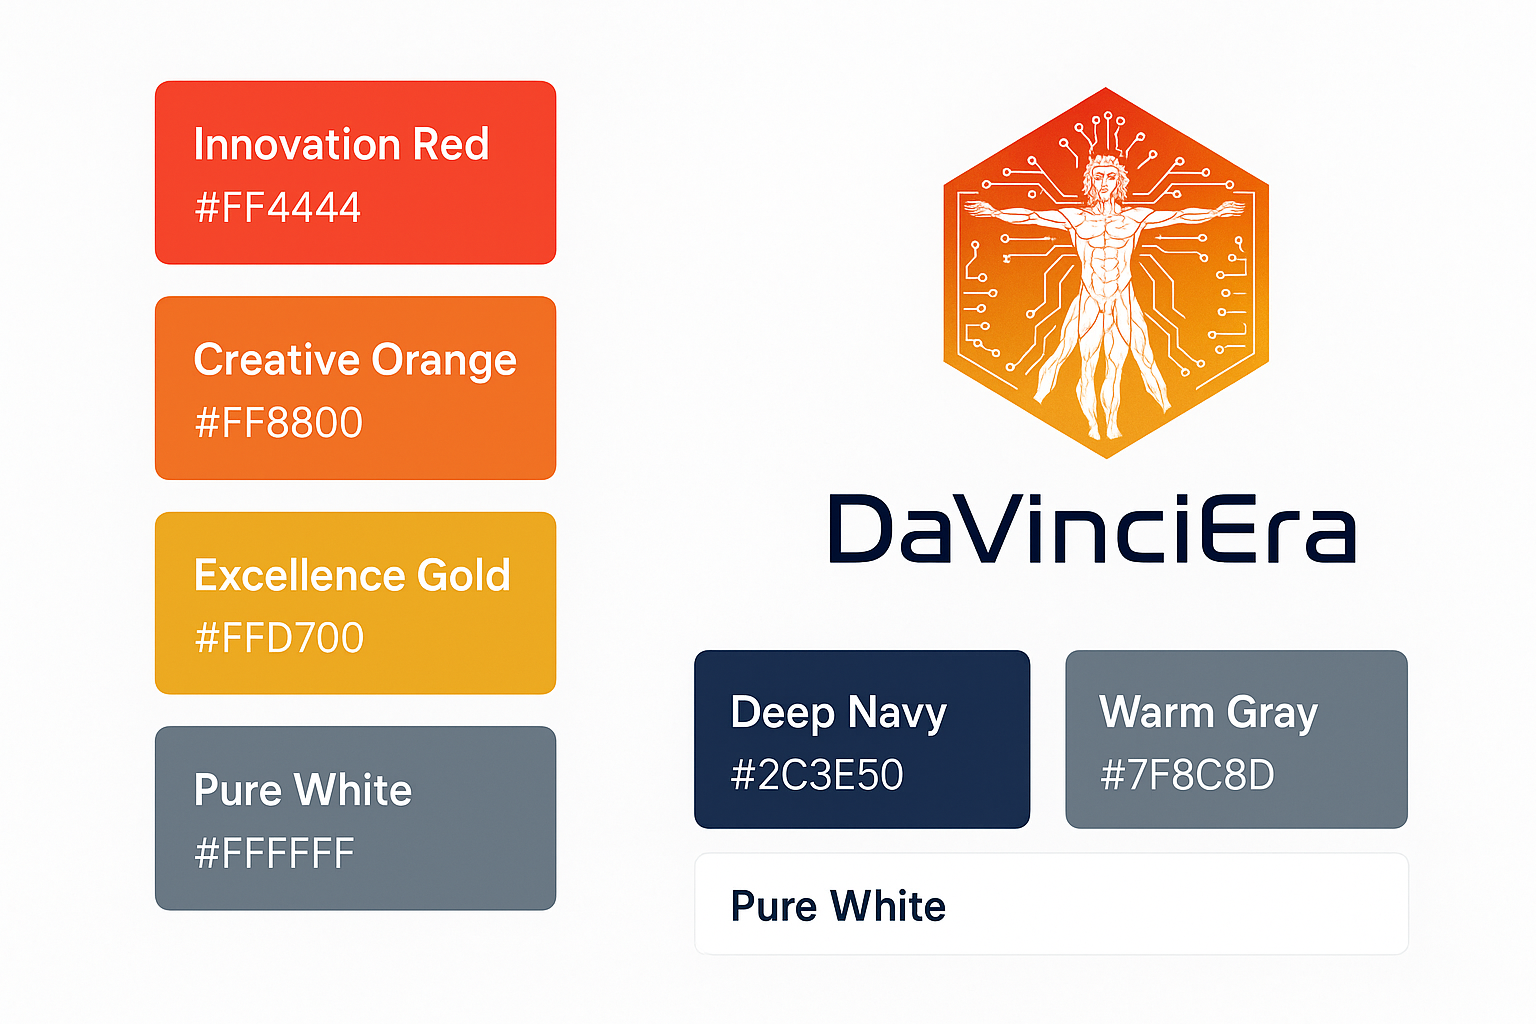 Innovation Red
#FF4444
Creative Orange
#FF8800
Excellence Gold
#FFD700
Pure White
#FFFFFF
DaVinciEra
Deep Navy
#2C3E50
Warm Gray
#7F8C8D
Pure White